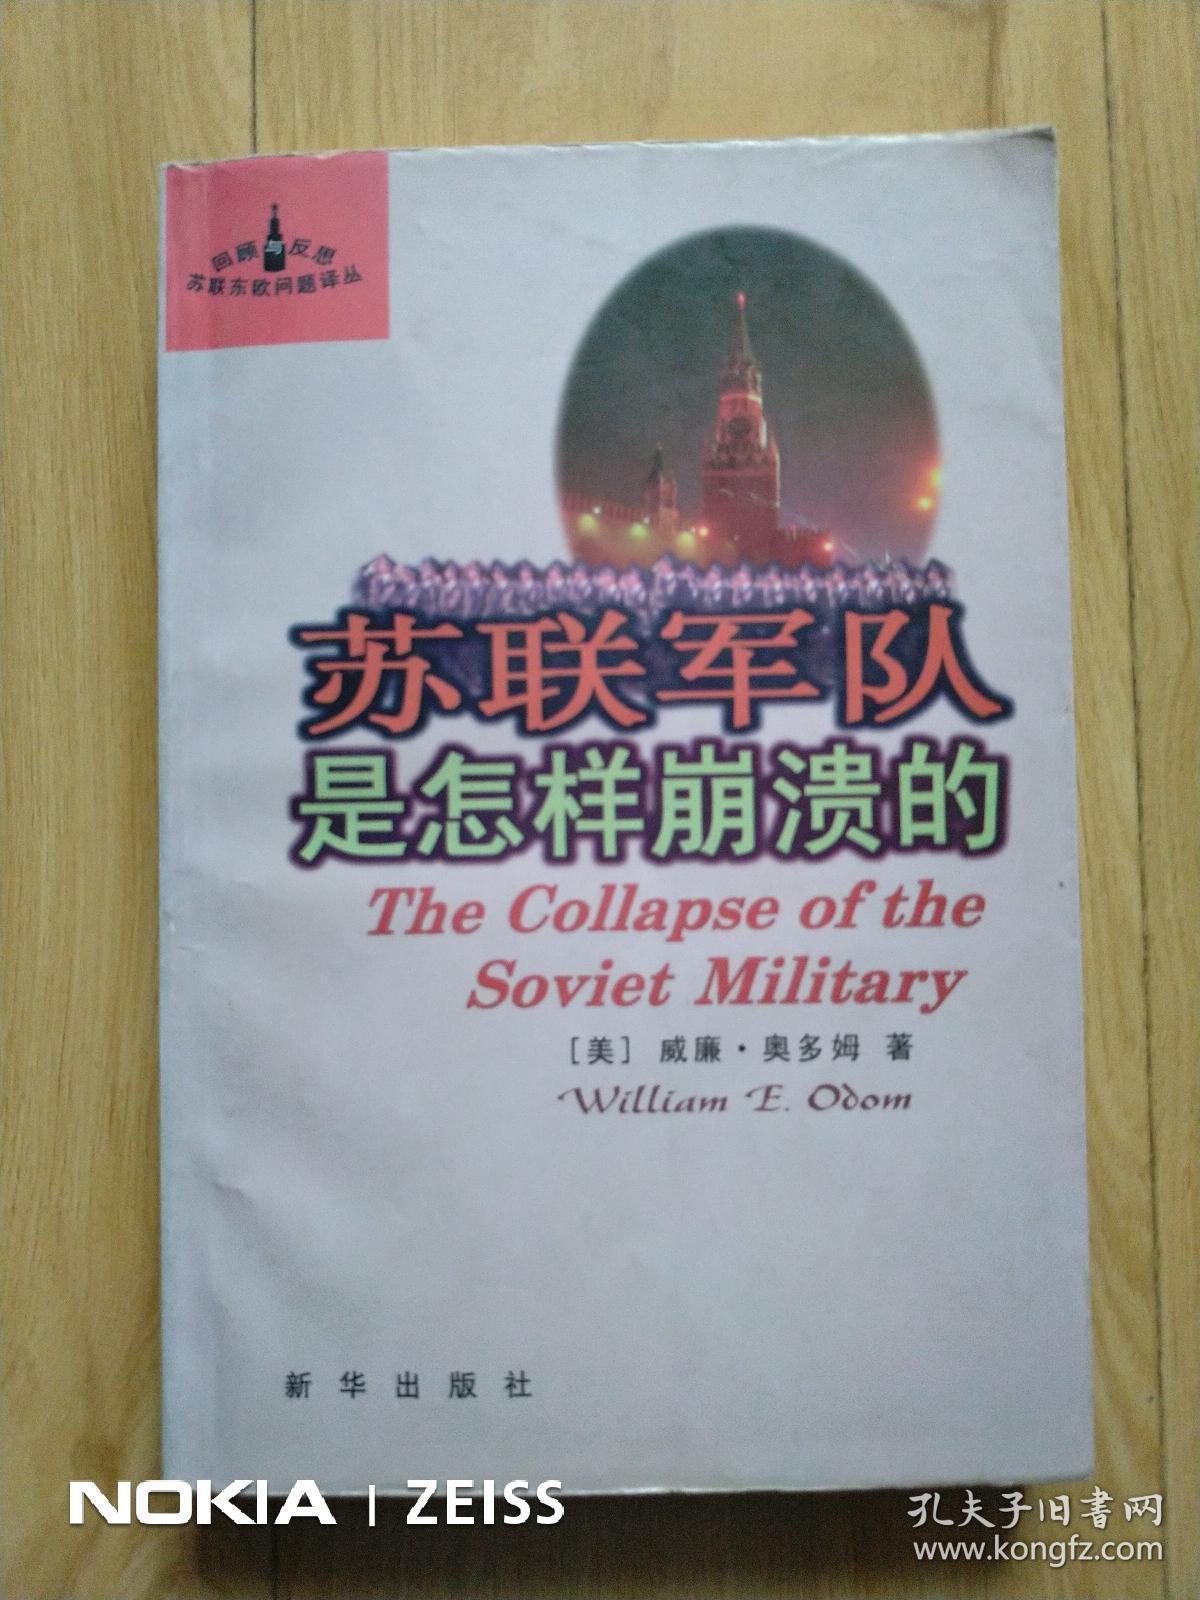 回顾与反思
苏联东欧问题译丛
苏联军队
是怎样崩溃的
The Collapse of the
Soviet Military
［美］ 威廉·奥多姆 著
William E. Odom
新华出版社
NOKIA | ZEISS
孔夫子旧书网
www.kongfz.com